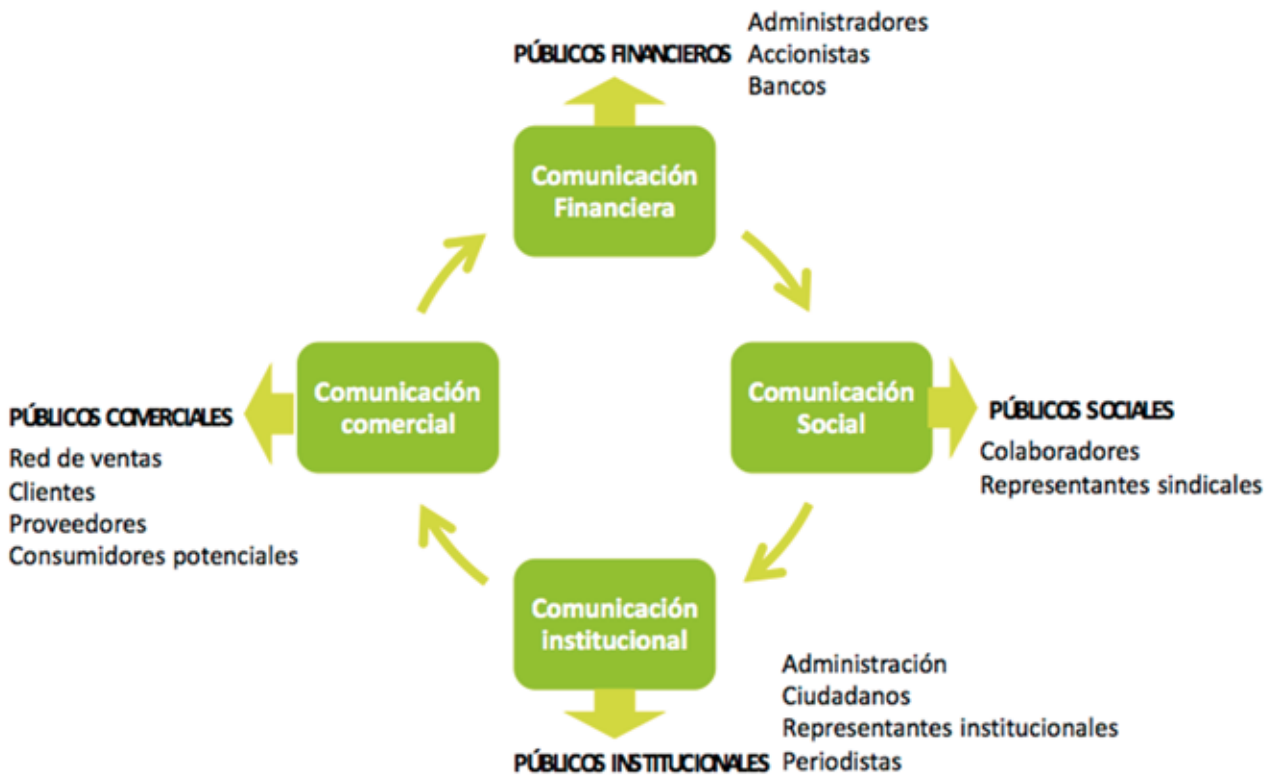 PÚBLICOS FINANCIEROS
Administradores
Accionistas
Bancos
Comunicación
Financiera
Comunicación
comercial
PÚBLICOS COMERCIALES
Red de ventas
Clientes
Proveedores
Consumidores potenciales
Comunicación
Social
PÚBLICOS SOCIALES
Colaboradores
Representantes sindicales
Comunicación
institucional
PÚBLICOS INSTITUCIONALES
Administración
Ciudadanos
Representantes institucionales
Periodistas